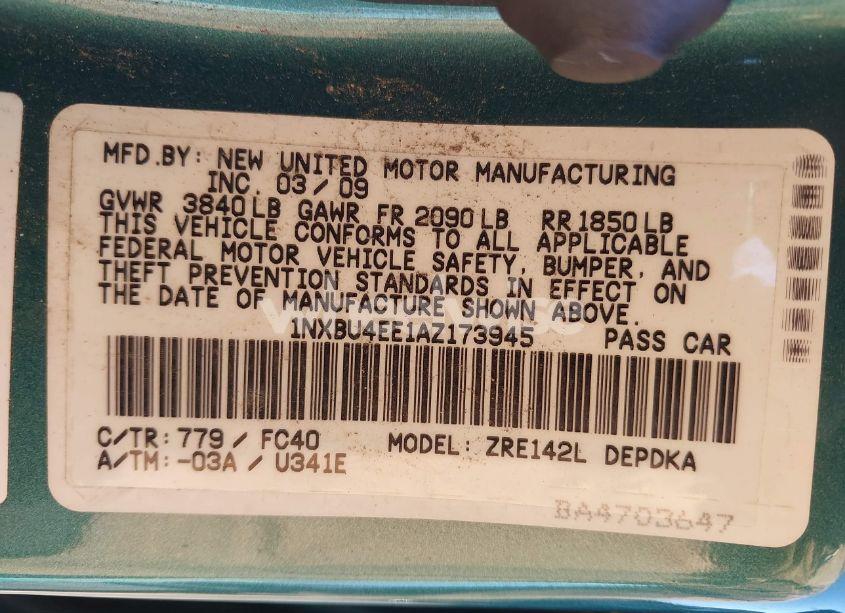 MFD.BY: NEW UNITED MOTOR MANUFACTURING
INC. 03/09
GVWR 3840LB GAWR FR 2090LB RR 1850LB
THIS VEHICLE CONFORMS TO ALL APPLICABLE
FEDERAL MOTOR VEHICLE SAFETY, BUMPER, AND
THEFT PREVENTION STANDARDS IN EFFECT ON
THE DATE OF MANUFACTURE SHOWN ABOVE.
1NXBU4EE1AZ173945 PASS CAR
C/TR: 779 / FC40 MODEL: ZRE142L DEPDKA
A/TM: -03A / U341E
BA4703647